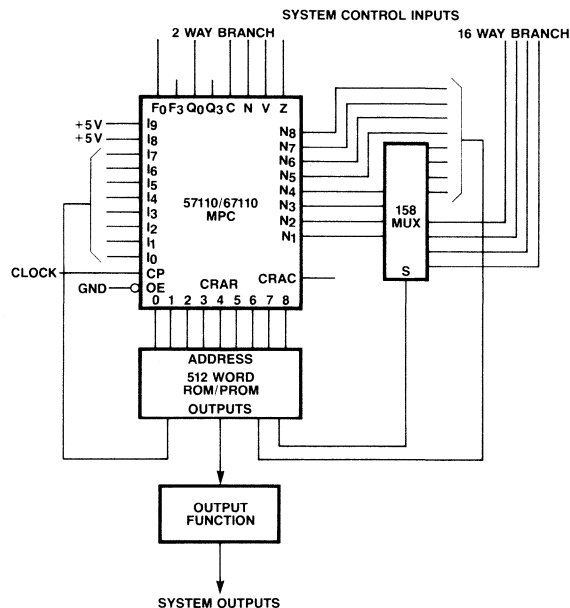 SYSTEM CONTROL INPUTS
2 WAY BRANCH
16 WAY BRANCH
F0 F3 Q0 Q3 C N V Z
+5V I9
+5V I8
I7
I6
I5
I4
I3
I2
I1
I0
CLOCK CP
GND OE
57110/67110
MPC
N8
N7
N6
N5
N4
N3
N2
N1
CRAC
CRAR
0 1 2 3 4 5 6 7 8
158
MUX
S
ADDRESS
512 WORD
ROM/PROM
OUTPUTS
OUTPUT
FUNCTION
SYSTEM OUTPUTS